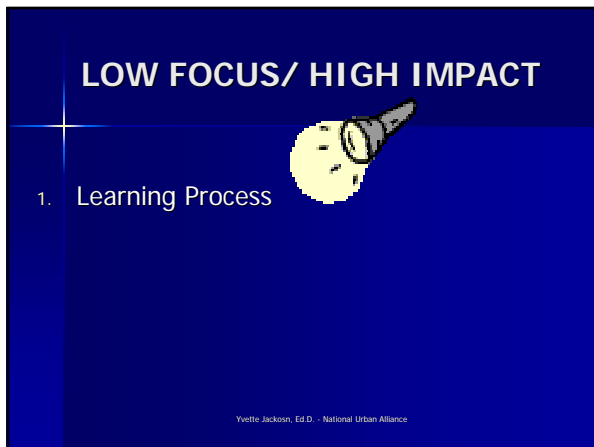 LOW FOCUS/ HIGH IMPACT
1. Learning Process
Yvette Jackosn, Ed.D. - National Urban Alliance